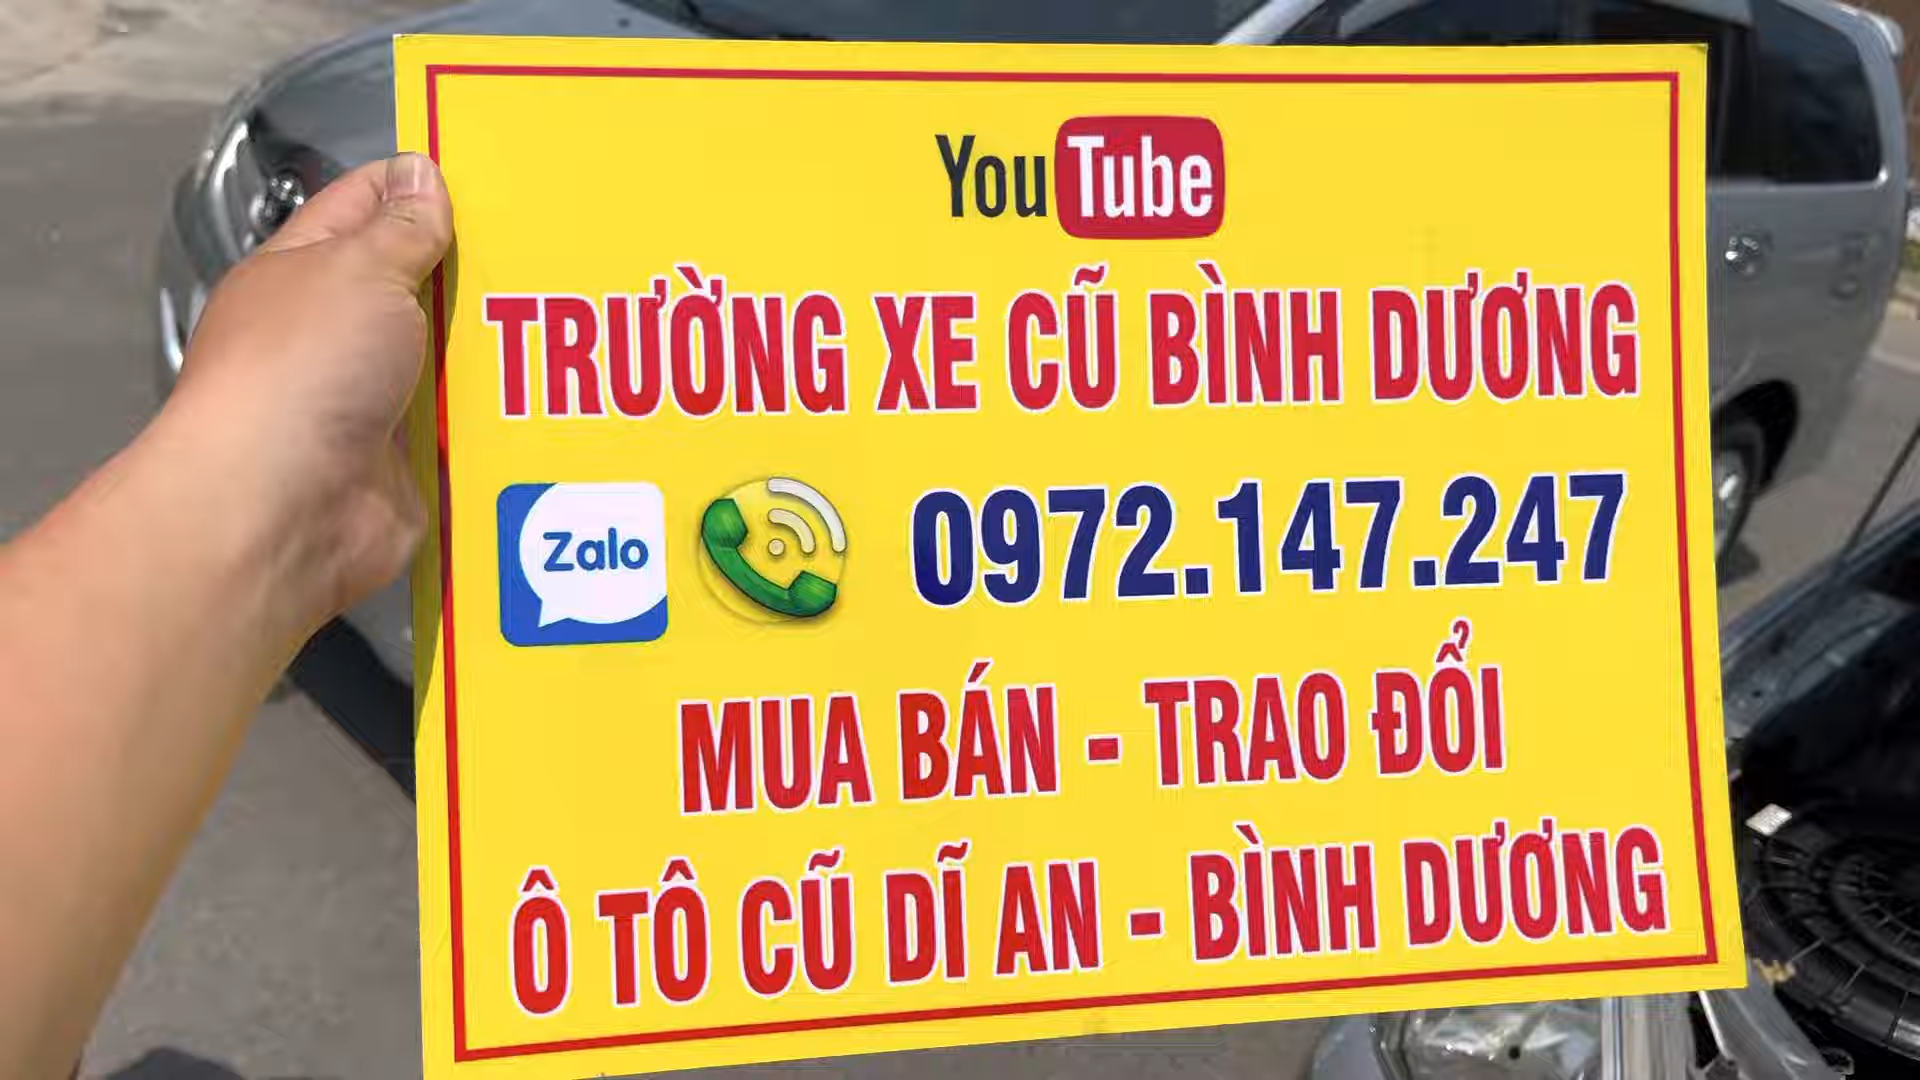 YouTube
TRƯỜNG XE CŨ BÌNH DƯƠNG
Zalo 0972.147.247
MUA BÁN - TRAO ĐỔI
Ô TÔ CŨ DĨ AN - BÌNH DƯƠNG